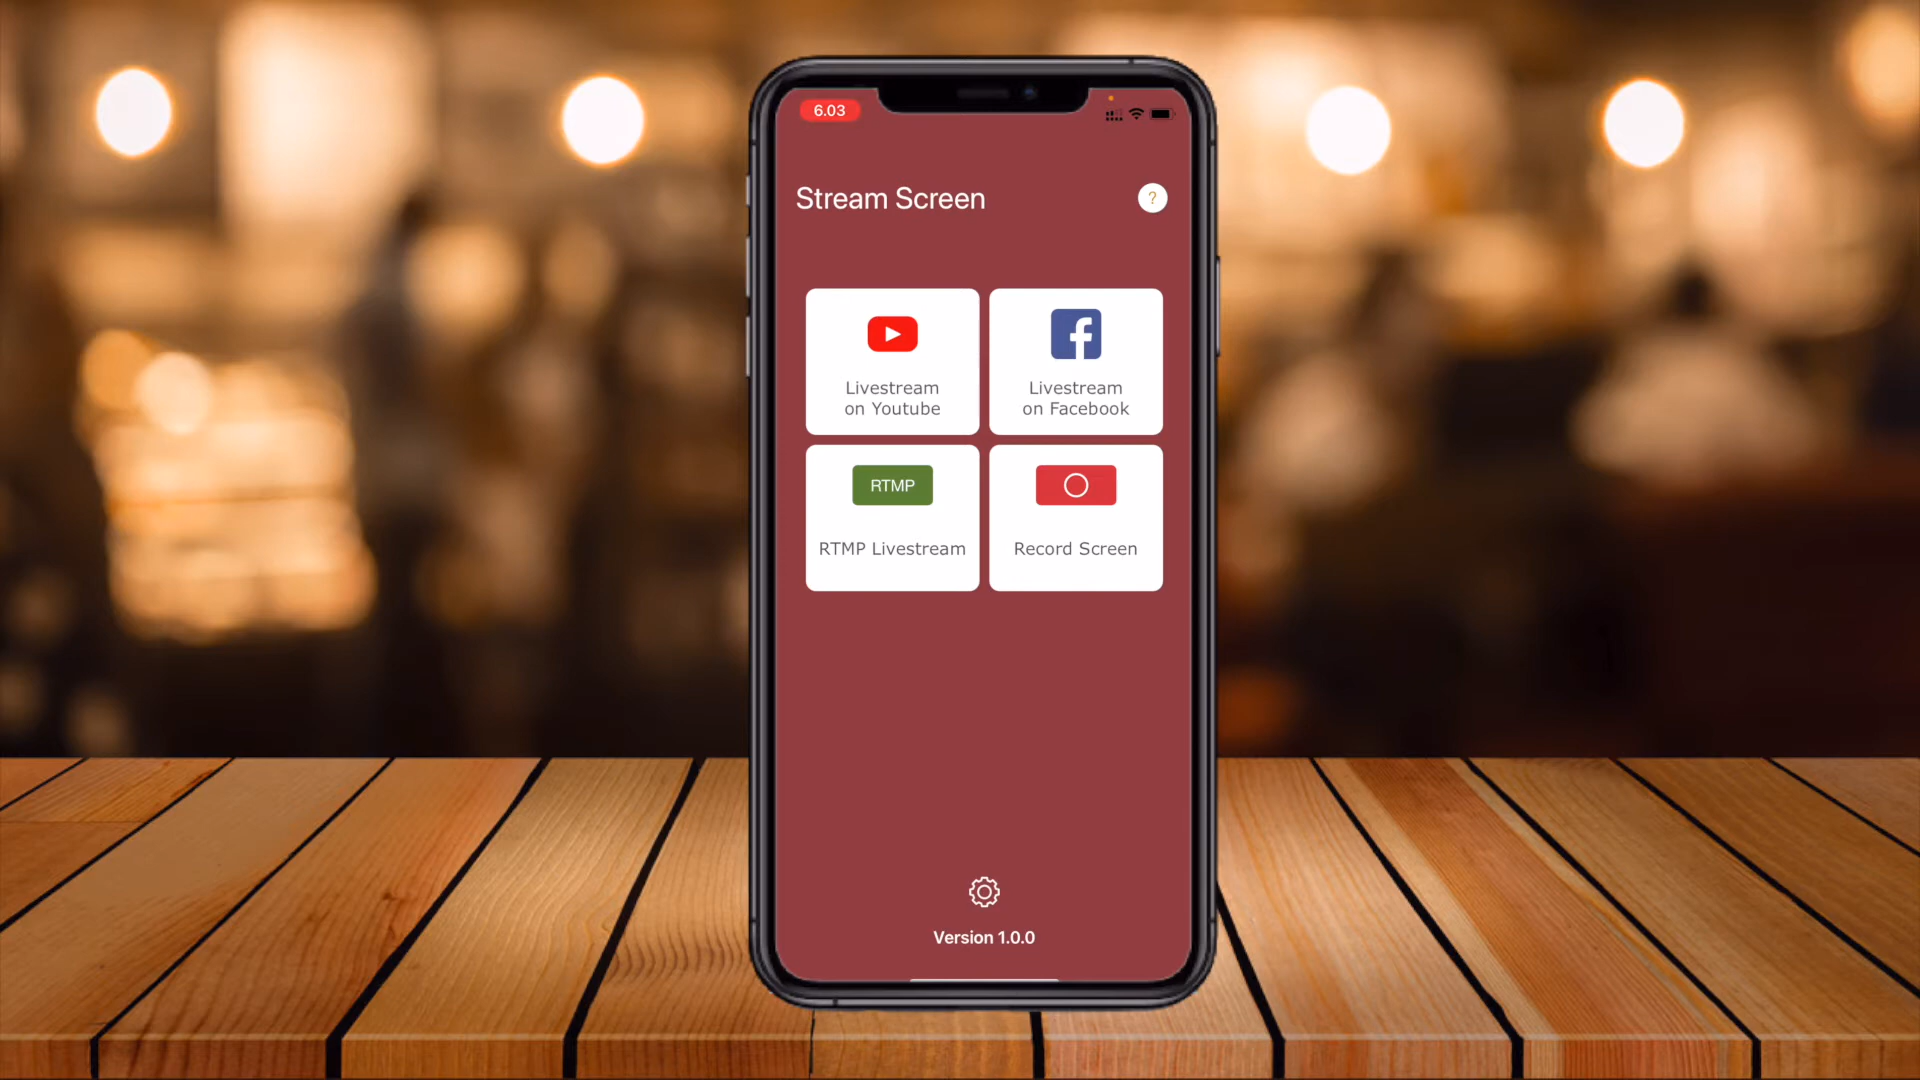 6.03
Stream Screen
?
Livestream
on Youtube
Livestream
on Facebook
RTMP
RTMP Livestream
Record Screen
Version 1.0.0